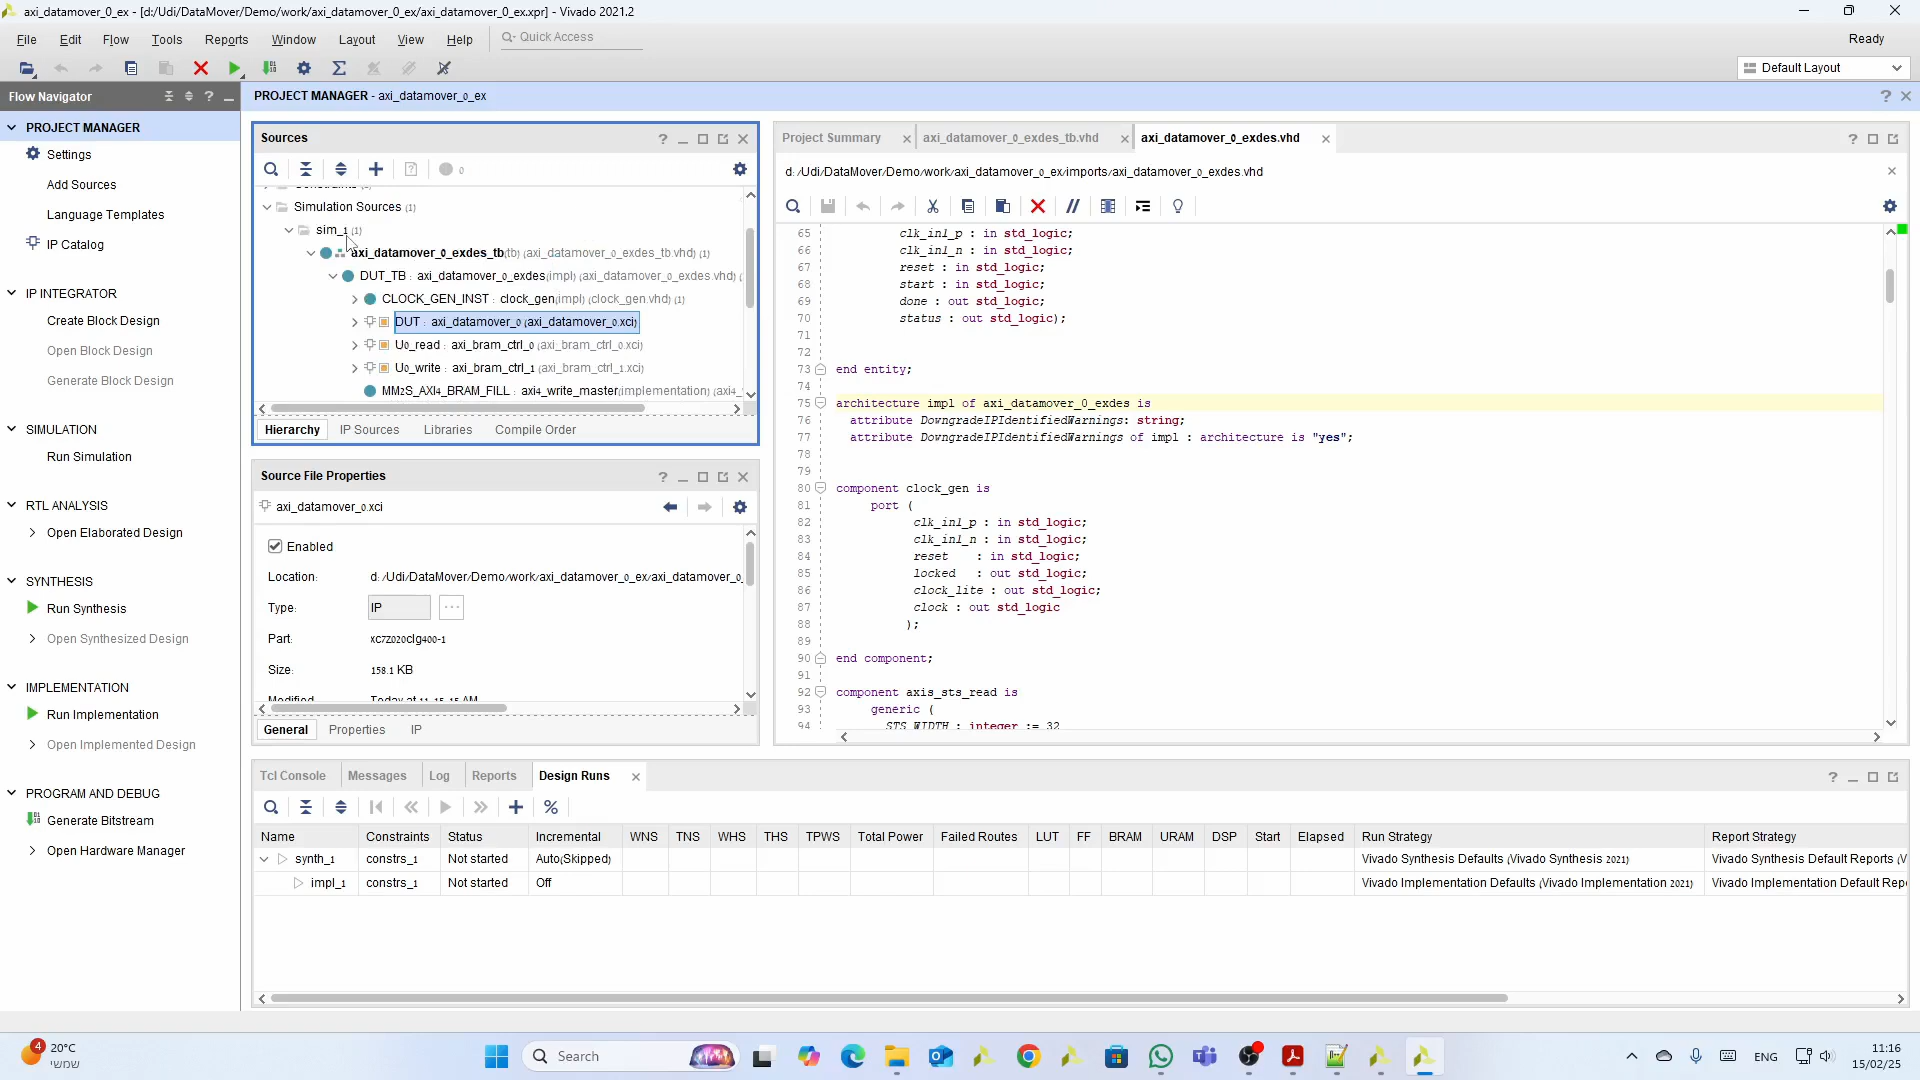 axi_datamover_0_ex - [d:/Udi/DataMover/Demo/work/axi_datamover_0_ex/axi_datamover_0_ex.xpr] - Vivado 2021.2
File Edit Flow Tools Reports Window Layout View Help Quick Access
Ready
Default Layout
Flow Navigator
PROJECT MANAGER
Settings
Add Sources
Language Templates
IP Catalog
IP INTEGRATOR
Create Block Design
Open Block Design
Generate Block Design
SIMULATION
Run Simulation
RTL ANALYSIS
Open Elaborated Design
SYNTHESIS
Run Synthesis
Open Synthesized Design
IMPLEMENTATION
Run Implementation
Open Implemented Design
PROGRAM AND DEBUG
Generate Bitstream
Open Hardware Manager
PROJECT MANAGER - axi_datamover_0_ex
Sources
0
Simulation Sources (1)
sim_1 (1)
axi_datamover_0_exdes_tb(tb) (axi_datamover_0_exdes_tb.vhd) (1)
DUT_TB : axi_datamover_0_exdes(impl) (axi_datamover_0_exdes.vhd) (
CLOCK_GEN_INST : clock_gen(impl) (clock_gen.vhd) (1)
DUT : axi_datamover_0 (axi_datamover_0.xci)
U0_read : axi_bram_ctrl_0 (axi_bram_ctrl_0.xci)
U0_write : axi_bram_ctrl_1 (axi_bram_ctrl_1.xci)
MM2S_AXI4_BRAM_FILL : axi4_write_master(implementation) (axi4_
Hierarchy IP Sources Libraries Compile Order
Source File Properties
axi_datamover_0.xci
Enabled
Location: d:/Udi/DataMover/Demo/work/axi_datamover_0_ex/axi_datamover_0_
Type: IP
Part: xc7z020clg400-1
Size: 158.1 KB
Modified Today at 11:15:15 AM
General Properties IP
Project Summary axi_datamover_0_exdes_tb.vhd axi_datamover_0_exdes.vhd
d:/Udi/DataMover/Demo/work/axi_datamover_0_ex/imports/axi_datamover_0_exdes.vhd
65 clk_in1_p : in std_logic;
66 clk_in1_n : in std_logic;
67 reset : in std_logic;
68 start : in std_logic;
69 done : out std_logic;
70 status : out std_logic);
71
72
73 end entity;
74
75 architecture impl of axi_datamover_0_exdes is
76 attribute DowngradeIPIdentifiedWarnings: string;
77 attribute DowngradeIPIdentifiedWarnings of impl : architecture is "yes";
78
79
80 component clock_gen is
81 port (
82 clk_in1_p : in std_logic;
83 clk_in1_n : in std_logic;
84 reset : in std_logic;
85 locked : out std_logic;
86 clock_lite : out std_logic;
87 clock : out std_logic
88 );
89
90 end component;
91
92 component axis_sts_read is
93 generic (
94 STS_WIDTH : integer := 32
Tcl Console Messages Log Reports Design Runs
Name Constraints Status Incremental WNS TNS WHS THS TPWS Total Power Failed Routes LUT FF BRAM URAM DSP Start Elapsed Run Strategy Report Strategy
synth_1 constrs_1 Not started Auto(Skipped) Vivado Synthesis Defaults (Vivado Synthesis 2021) Vivado Synthesis Default Reports (V
impl_1 constrs_1 Not started Off Vivado Implementation Defaults (Vivado Implementation 2021) Vivado Implementation Default Rep
4
20°C
שמשי
Search
ENG
11:16
15/02/25